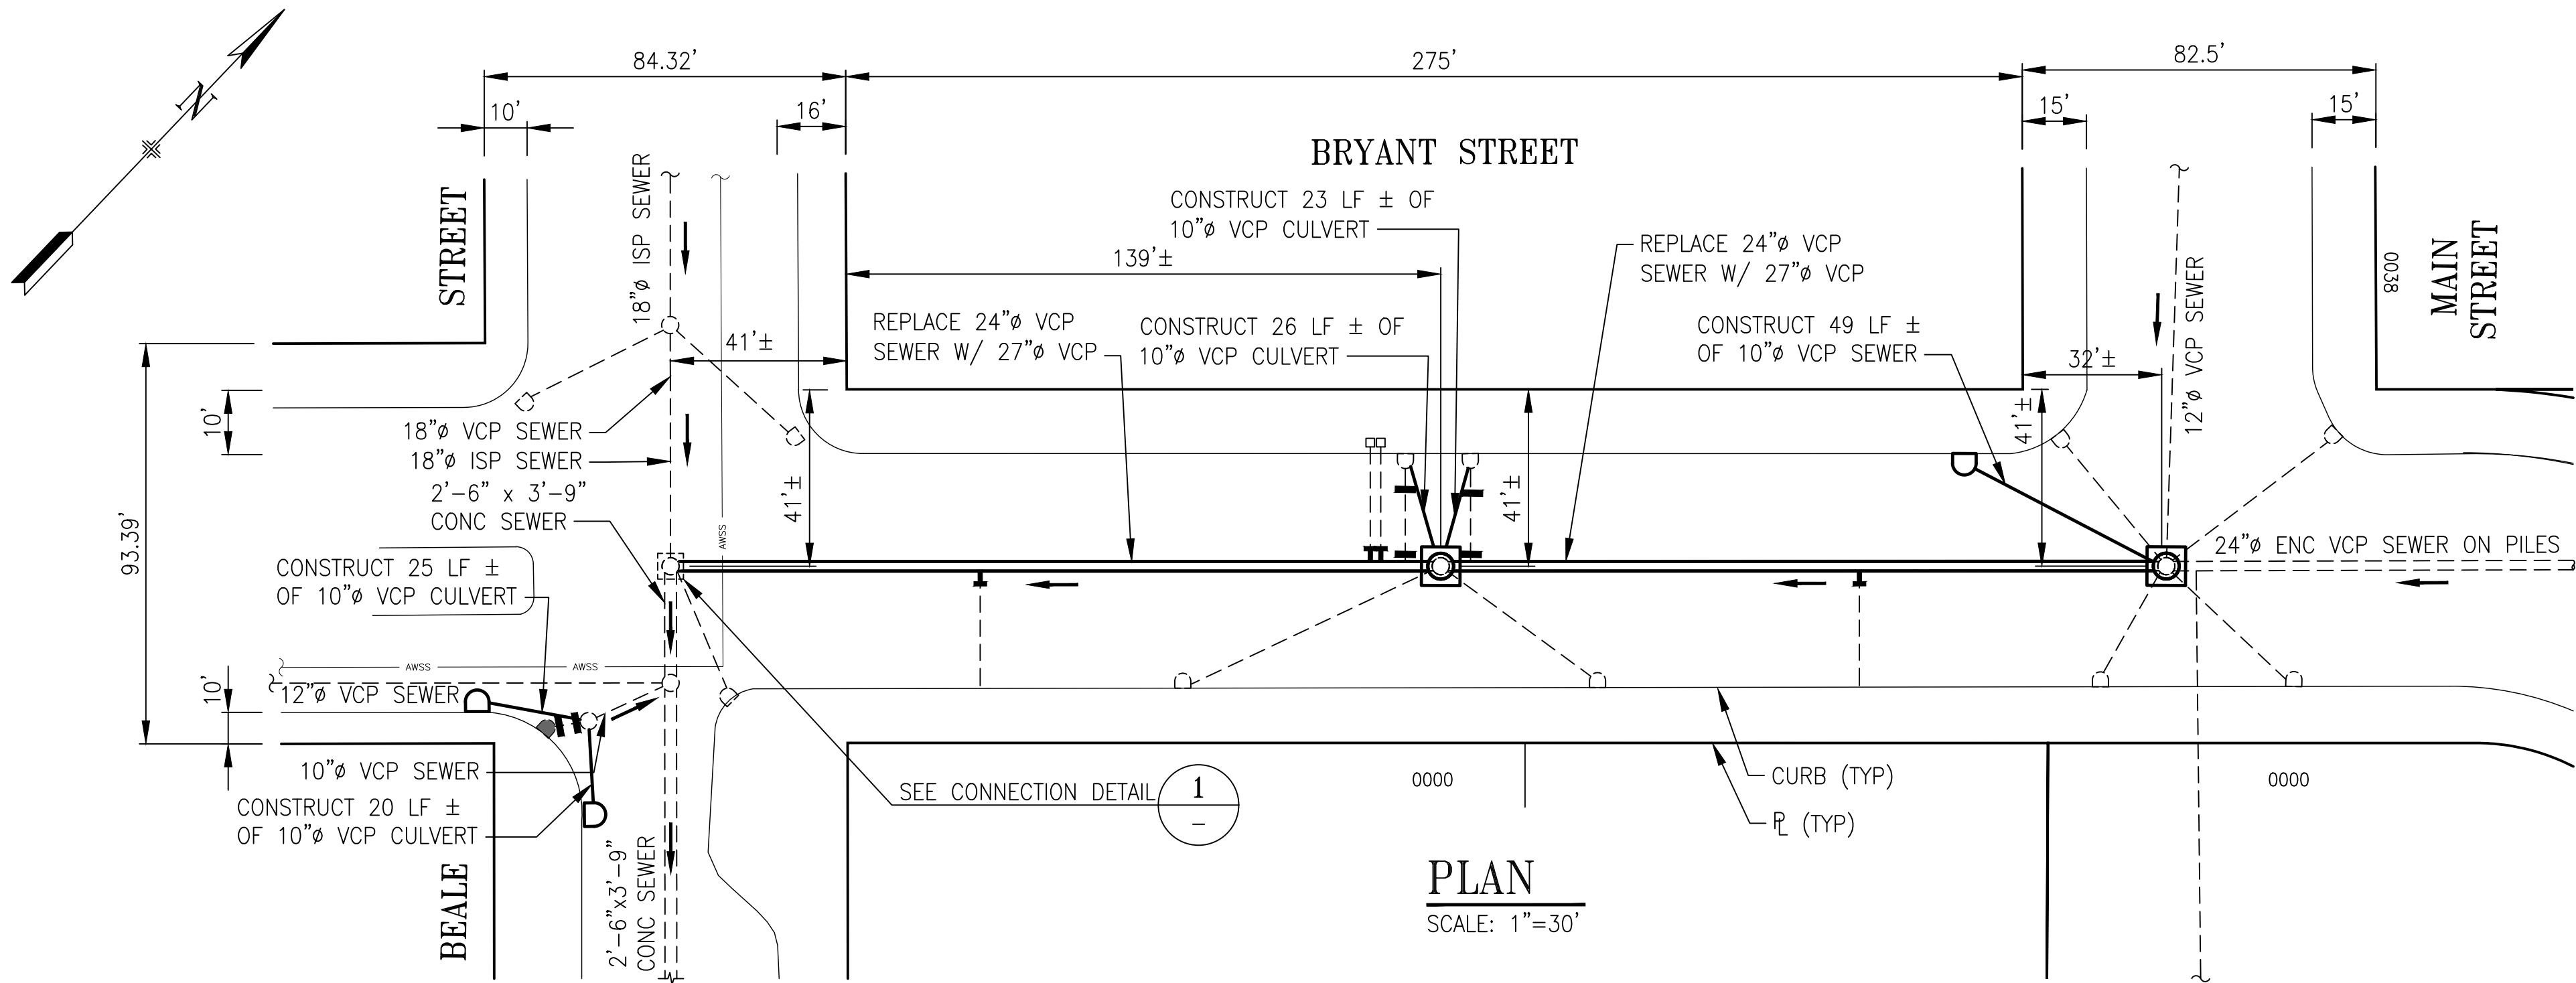 84.32'
275'
82.5'
10'
16'
15'
15'
N
BRYANT STREET
STREET
18"ø ISP SEWER
CONSTRUCT 23 LF ± OF
10"ø VCP CULVERT
139'±
REPLACE 24"ø VCP
SEWER W/ 27"ø VCP
MAIN
STREET
0038
12"ø VCP SEWER
REPLACE 24"ø VCP
SEWER W/ 27"ø VCP
CONSTRUCT 26 LF ± OF
10"ø VCP CULVERT
CONSTRUCT 49 LF ±
OF 10"ø VCP SEWER
41'±
32'±
10'
18"ø VCP SEWER
18"ø ISP SEWER
2'-6" x 3'-9"
CONC SEWER
41'±
41'±
41'±
AWSS
93.39'
CONSTRUCT 25 LF ±
OF 10"ø VCP CULVERT
24"ø ENC VCP SEWER ON PILES
AWSS
AWSS
10'
12"ø VCP SEWER
10"ø VCP SEWER
CONSTRUCT 20 LF ±
OF 10"ø VCP CULVERT
SEE CONNECTION DETAIL
1
–
0000
CURB (TYP)
PL (TYP)
0000
BEALE
2'-6"x3'-9"
CONC SEWER
PLAN
SCALE: 1"=30'